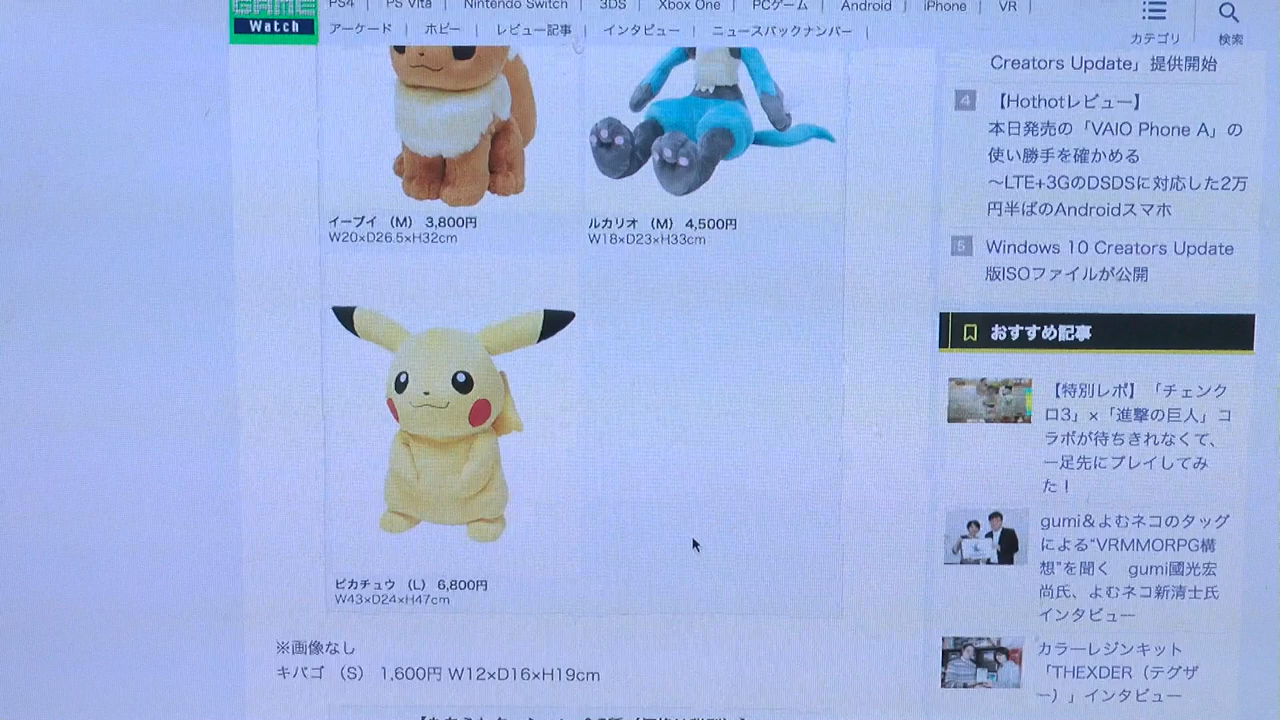 GAME
Watch
PS4 | PS Vita | Nintendo Switch | 3DS | Xbox One | PCゲーム | Android | iPhone | VR |
アーケード | ホビー | レビュー記事 | インタビュー | ニュースバックナンバー |
カテゴリ
検索
イーブイ （M） 3,800円
W20×D26.5×H32cm
ルカリオ （M） 4,500円
W18×D23×H33cm
ピカチュウ （L） 6,800円
W43×D24×H47cm
※画像なし
キバゴ （S） 1,600円 W12×D16×H19cm
Creators Update」提供開始
4
【Hothotレビュー】
本日発売の「VAIO Phone A」の
使い勝手を確かめる
～LTE+3GのDSDSに対応した2万
円半ばのAndroidスマホ
5
Windows 10 Creators Update
版ISOファイルが公開
おすすめ記事
【特別レポ】「チェンク
ロ3」×「進撃の巨人」コ
ラボが待ちきれなくて、
一足先にプレイしてみ
た！
gumi＆よむネコのタッグ
による“VRMMORPG構
想”を聞く gumi國光宏
尚氏、よむネコ新清士氏
インタビュー
カラーレジンキット
「THEXDER（テグザ
ー）」インタビュー